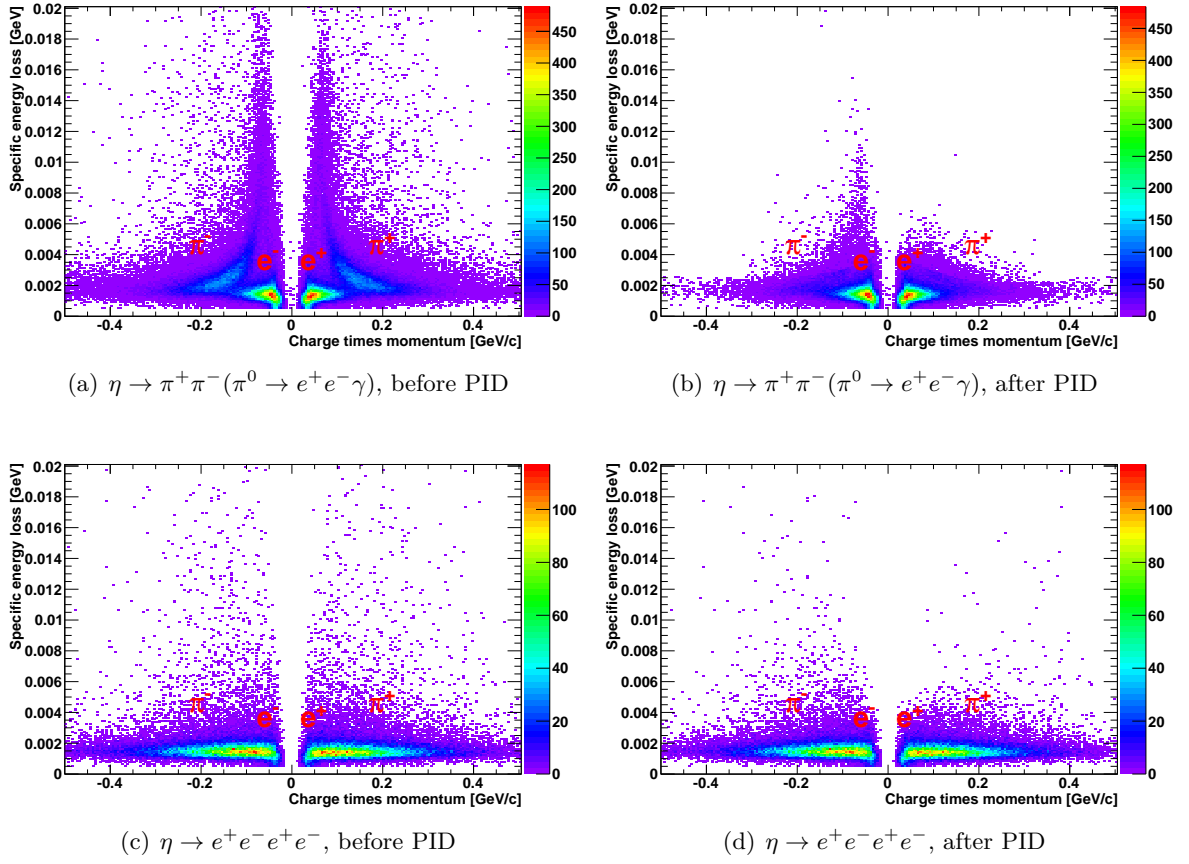 Specific energy loss [GeV]
0.02
0.018
0.016
0.014
0.012
0.01
0.008
0.006
0.004
0.002
0
π⁻
e⁻
e⁺
π⁺
-0.4 -0.2 0 0.2 0.4
Charge times momentum [GeV/c]
450
400
350
300
250
200
150
100
50
0
(a) η → π⁺π⁻(π⁰ → e⁺e⁻γ), before PID
Specific energy loss [GeV]
0.02
0.018
0.016
0.014
0.012
0.01
0.008
0.006
0.004
0.002
0
π⁻
e⁻
e⁺
π⁺
-0.4 -0.2 0 0.2 0.4
Charge times momentum [GeV/c]
450
400
350
300
250
200
150
100
50
0
(b) η → π⁺π⁻(π⁰ → e⁺e⁻γ), after PID
Specific energy loss [GeV]
0.02
0.018
0.016
0.014
0.012
0.01
0.008
0.006
0.004
0.002
0
π⁻
e⁻
e⁺
π⁺
-0.4 -0.2 0 0.2 0.4
Charge times momentum [GeV/c]
100
80
60
40
20
0
(c) η → e⁺e⁻e⁺e⁻, before PID
Specific energy loss [GeV]
0.02
0.018
0.016
0.014
0.012
0.01
0.008
0.006
0.004
0.002
0
π⁻
e⁻
e⁺
π⁺
-0.4 -0.2 0 0.2 0.4
Charge times momentum [GeV/c]
100
80
60
40
20
0
(d) η → e⁺e⁻e⁺e⁻, after PID